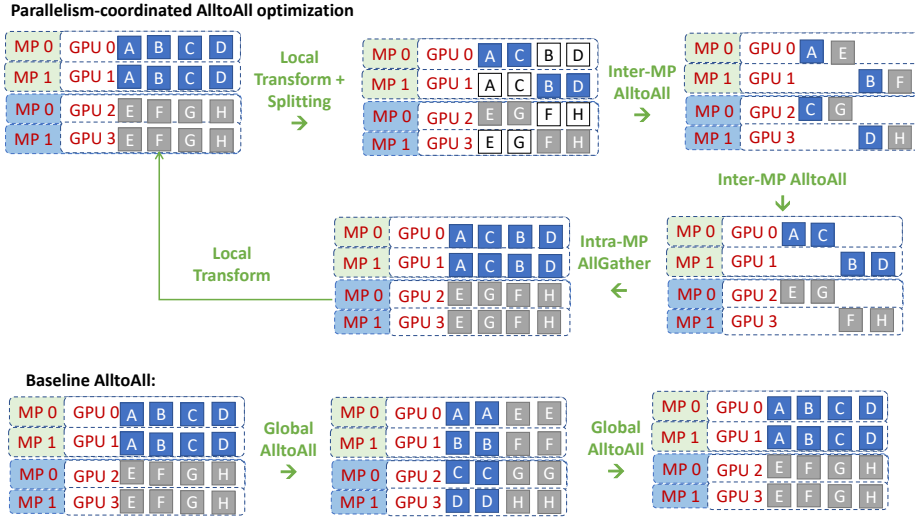 Parallelism-coordinated AlltoAll optimization
MP 0 GPU 0 A B C D
MP 1 GPU 1 A B C D
MP 0 GPU 2 E F G H
MP 1 GPU 3 E F G H
Local
Transform +
Splitting
MP 0 GPU 0 A C B D
MP 1 GPU 1 A C B D
MP 0 GPU 2 E G F H
MP 1 GPU 3 E G F H
Inter-MP
AlltoAll
MP 0 GPU 0 A E
MP 1 GPU 1 B F
MP 0 GPU 2 C G
MP 1 GPU 3 D H
Inter-MP AlltoAll
MP 0 GPU 0 A C
MP 1 GPU 1 B D
MP 0 GPU 2 E G
MP 1 GPU 3 F H
Intra-MP
AllGather
MP 0 GPU 0 A C B D
MP 1 GPU 1 A C B D
MP 0 GPU 2 E G F H
MP 1 GPU 3 E G F H
Local
Transform
Baseline AlltoAll:
MP 0 GPU 0 A B C D
MP 1 GPU 1 A B C D
MP 0 GPU 2 E F G H
MP 1 GPU 3 E F G H
Global
AlltoAll
MP 0 GPU 0 A A E E
MP 1 GPU 1 B B F F
MP 0 GPU 2 C C G G
MP 1 GPU 3 D D H H
Global
AlltoAll
MP 0 GPU 0 A B C D
MP 1 GPU 1 A B C D
MP 0 GPU 2 E F G H
MP 1 GPU 3 E F G H